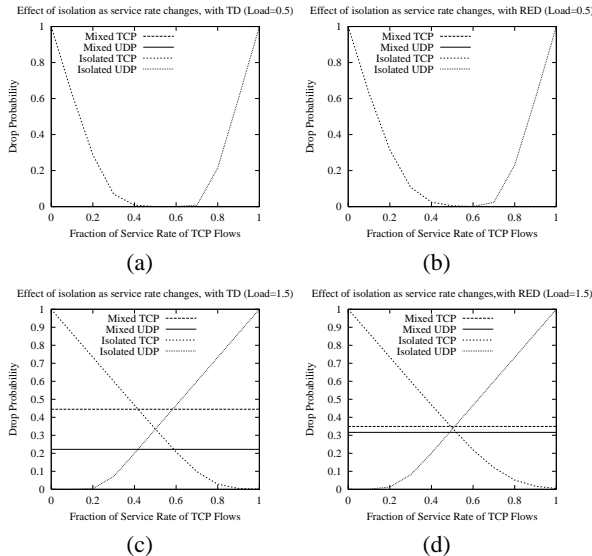 Effect of isolation as service rate changes, with TD (Load=0.5)
Mixed TCP
Mixed UDP
Isolated TCP
Isolated UDP
Drop Probability
1
0.8
0.6
0.4
0.2
0
0 0.2 0.4 0.6 0.8 1
Fraction of Service Rate of TCP Flows
(a)
Effect of isolation as service rate changes, with RED (Load=0.5)
Mixed TCP
Mixed UDP
Isolated TCP
Isolated UDP
Drop Probability
1
0.8
0.6
0.4
0.2
0
0 0.2 0.4 0.6 0.8 1
Fraction of Service Rate of TCP Flows
(b)
Effect of isolation as service rate changes, with TD (Load=1.5)
Mixed TCP
Mixed UDP
Isolated TCP
Isolated UDP
Drop Probability
1
0.9
0.8
0.7
0.6
0.5
0.4
0.3
0.2
0.1
0
0 0.2 0.4 0.6 0.8 1
Fraction of Service Rate of TCP Flows
(c)
Effect of isolation as service rate changes,with RED (Load=1.5)
Mixed TCP
Mixed UDP
Isolated TCP
Isolated UDP
Drop Probability
1
0.9
0.8
0.7
0.6
0.5
0.4
0.3
0.2
0.1
0
0 0.2 0.4 0.6 0.8 1
Fraction of Service Rate of TCP Flows
(d)